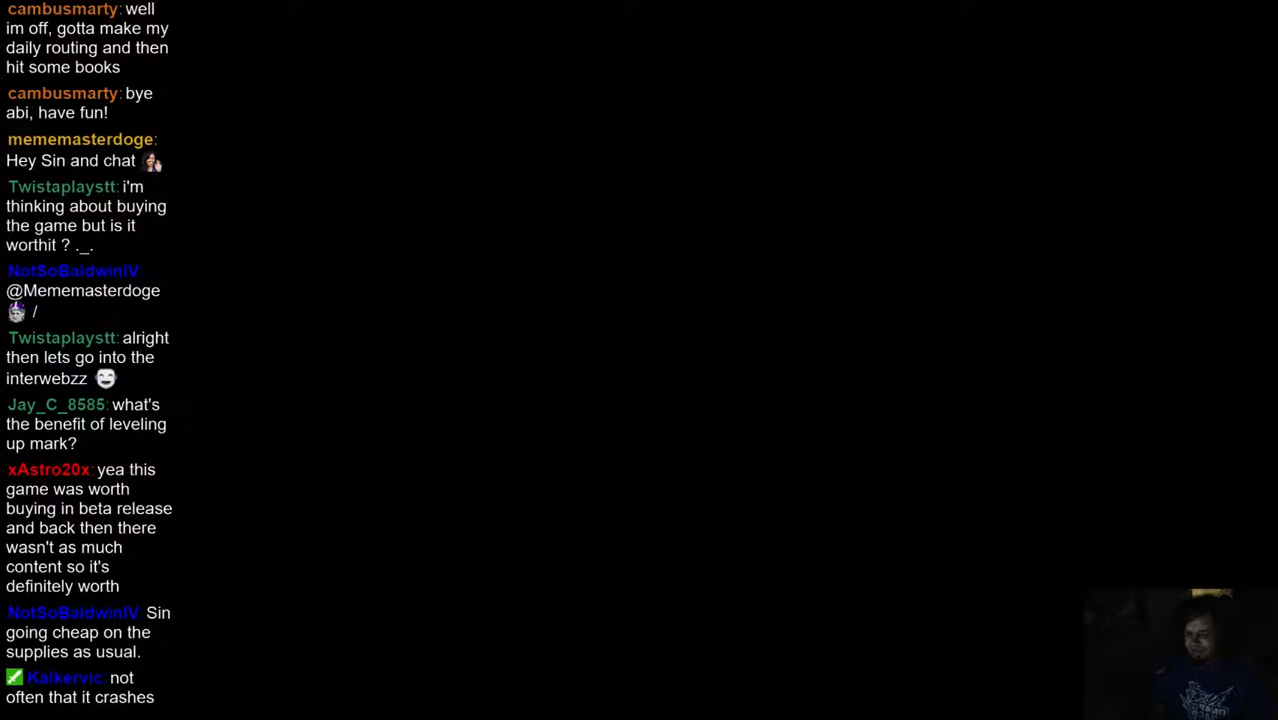 cambusmarty: well
im off, gotta make my
daily routing and then
hit some books
cambusmarty: bye
abi, have fun!
mememasterdoge:
Hey Sin and chat
Twistaplaystt: i'm
thinking about buying
the game but is it
worthit ? ._.
NotSoBaldwinIV:
@Mememasterdoge
/
Twistaplaystt: alright
then lets go into the
interwebzz
Jay_C_8585: what's
the benefit of leveling
up mark?
xAstro20x: yea this
game was worth
buying in beta release
and back then there
wasn't as much
content so it's
definitely worth
NotSoBaldwinIV: Sin
going cheap on the
supplies as usual.
Kalkervic: not
often that it crashes